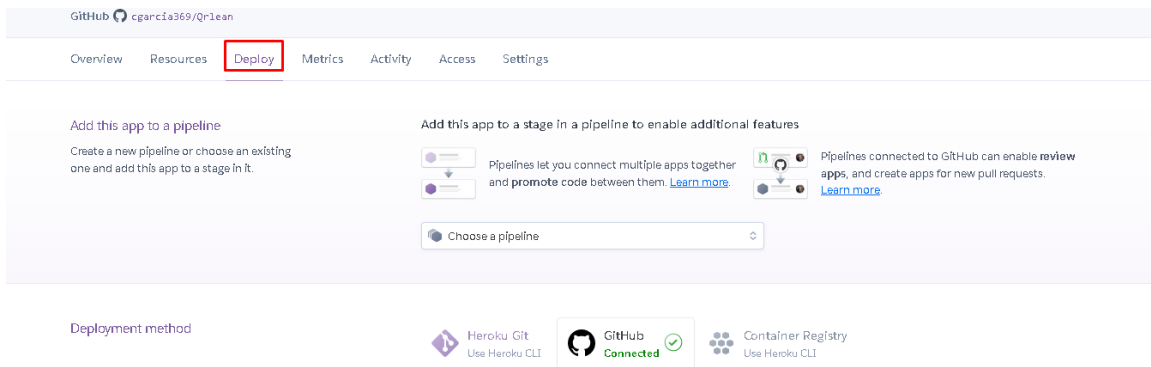 GitHub cgarcia369/Qrlean
Overview Resources Deploy Metrics Activity Access Settings
Add this app to a pipeline
Create a new pipeline or choose an existing
one and add this app to a stage in it.
Add this app to a stage in a pipeline to enable additional features
Pipelines let you connect multiple apps together
and promote code between them. Learn more.
Pipelines connected to GitHub can enable review
apps, and create apps for new pull requests.
Learn more.
Choose a pipeline
Deployment method
Heroku Git
Use Heroku CLI
GitHub
Connected
Container Registry
Use Heroku CLI